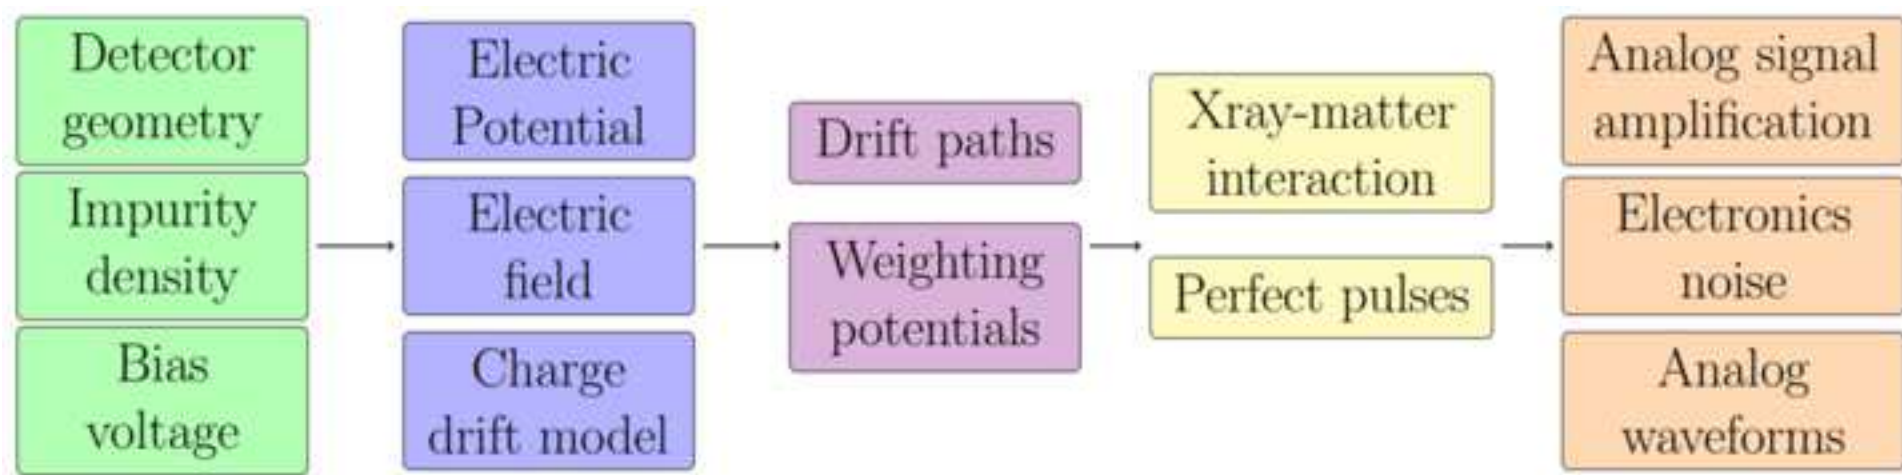 Detector
geometry
Impurity
density
Bias
voltage
Electric
Potential
Electric
field
Charge
drift model
Drift paths
Weighting
potentials
Xray-matter
interaction
Perfect pulses
Analog signal
amplification
Electronics
noise
Analog
waveforms